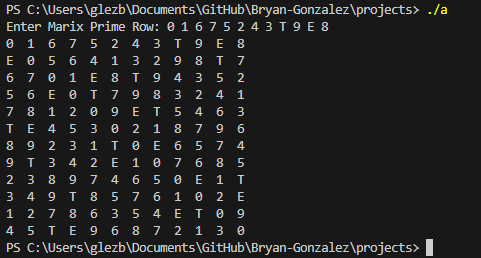 PS C:\Users\glezb\Documents\GitHub\Bryan-Gonzalez\projects> ./a
Enter Marix Prime Row: 0 1 6 7 5 2 4 3 T 9 E 8
0 1 6 7 5 2 4 3 T 9 E 8
E 0 5 6 4 1 3 2 9 8 T 7
6 7 0 1 E 8 T 9 4 3 5 2
5 6 E 0 T 7 9 8 3 2 4 1
7 8 1 2 0 9 E T 5 4 6 3
T E 4 5 3 0 2 1 8 7 9 6
8 9 2 3 1 T 0 E 6 5 7 4
9 T 3 4 2 E 1 0 7 6 8 5
2 3 8 9 7 4 6 5 0 E 1 T
3 4 9 T 8 5 7 6 1 0 2 E
1 2 7 8 6 3 5 4 E T 0 9
4 5 T E 9 6 8 7 2 1 3 0
PS C:\Users\glezb\Documents\GitHub\Bryan-Gonzalez\projects>